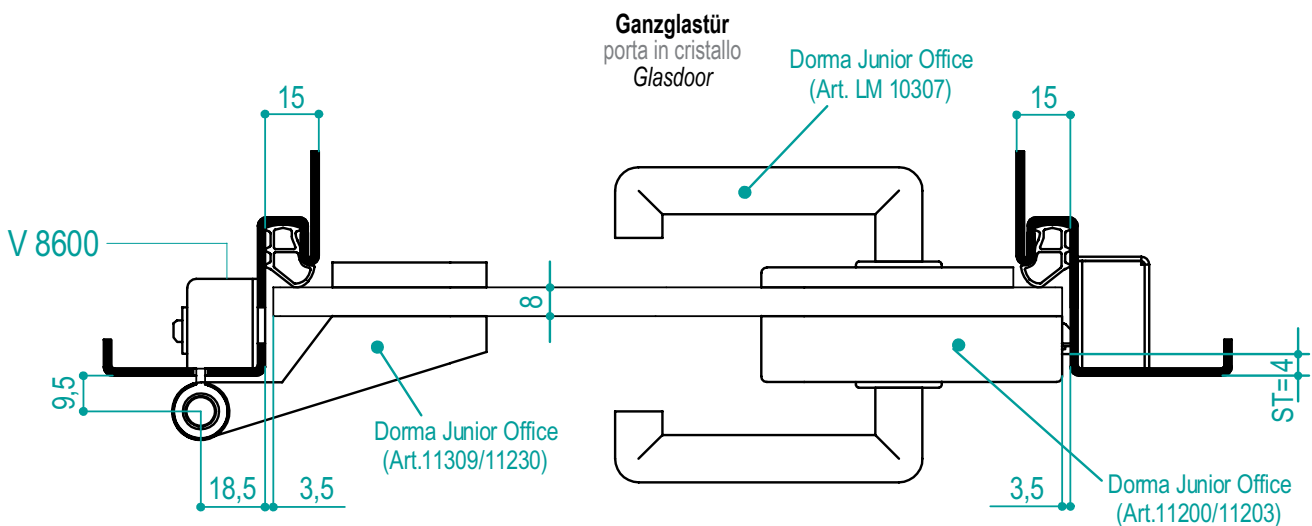 Ganzglastür
porta in cristallo
Glasdoor
Dorma Junior Office
(Art. LM 10307)
15
15
V 8600
8
9,5
ST= 4
Dorma Junior Office
(Art.11309/11230)
18,5
3,5
3,5
Dorma Junior Office
(Art.11200/11203)